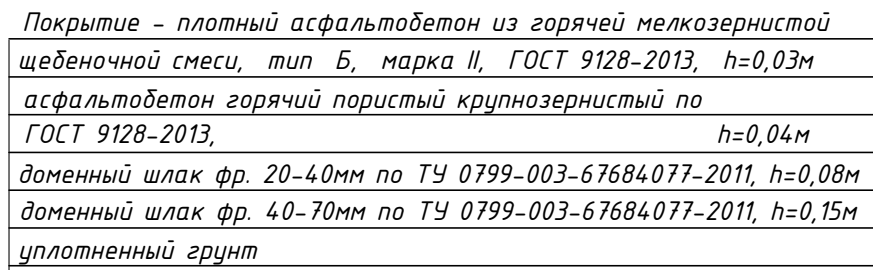 Покрытие - плотный асфальтобетон из горячей мелкозернистой
щебеночной смеси, тип Б, марка II, ГОСТ 9128-2013, h=0,03м
асфальтобетон горячий пористый крупнозернистый по
ГОСТ 9128-2013, h=0,04м
доменный шлак фр. 20-40мм по ТУ 0799-003-67684077-2011, h=0,08м
доменный шлак фр. 40-70мм по ТУ 0799-003-67684077-2011, h=0,15м
уплотненный грунт